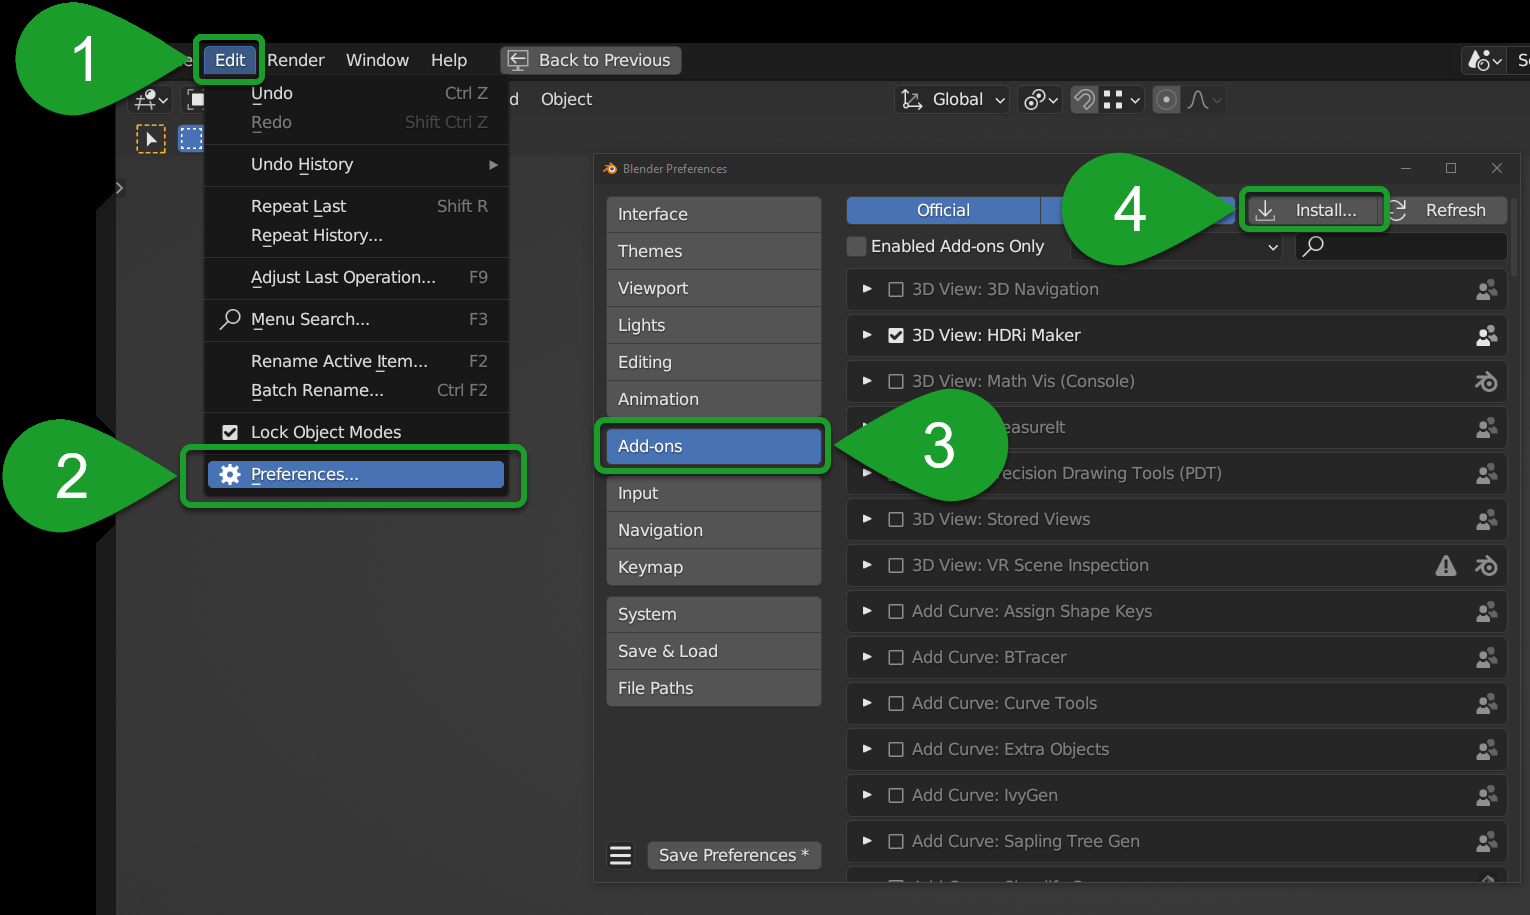 1
Edit
Render
Window
Help
Back to Previous
Object
Global
Undo Ctrl Z
Redo Shift Ctrl Z
Undo History
Repeat Last Shift R
Repeat History...
Adjust Last Operation... F9
Menu Search... F3
Rename Active Item... F2
Batch Rename... Ctrl F2
Lock Object Modes
2
Preferences...
Blender Preferences
Interface
Themes
Viewport
Lights
Editing
Animation
Add-ons
3
Input
Navigation
Keymap
System
Save & Load
File Paths
Save Preferences *
Official
4
Install...
Refresh
Enabled Add-ons Only
3D View: 3D Navigation
3D View: HDRi Maker
3D View: Math Vis (Console)
easureIt
recision Drawing Tools (PDT)
3D View: Stored Views
3D View: VR Scene Inspection
Add Curve: Assign Shape Keys
Add Curve: BTracer
Add Curve: Curve Tools
Add Curve: Extra Objects
Add Curve: IvyGen
Add Curve: Sapling Tree Gen